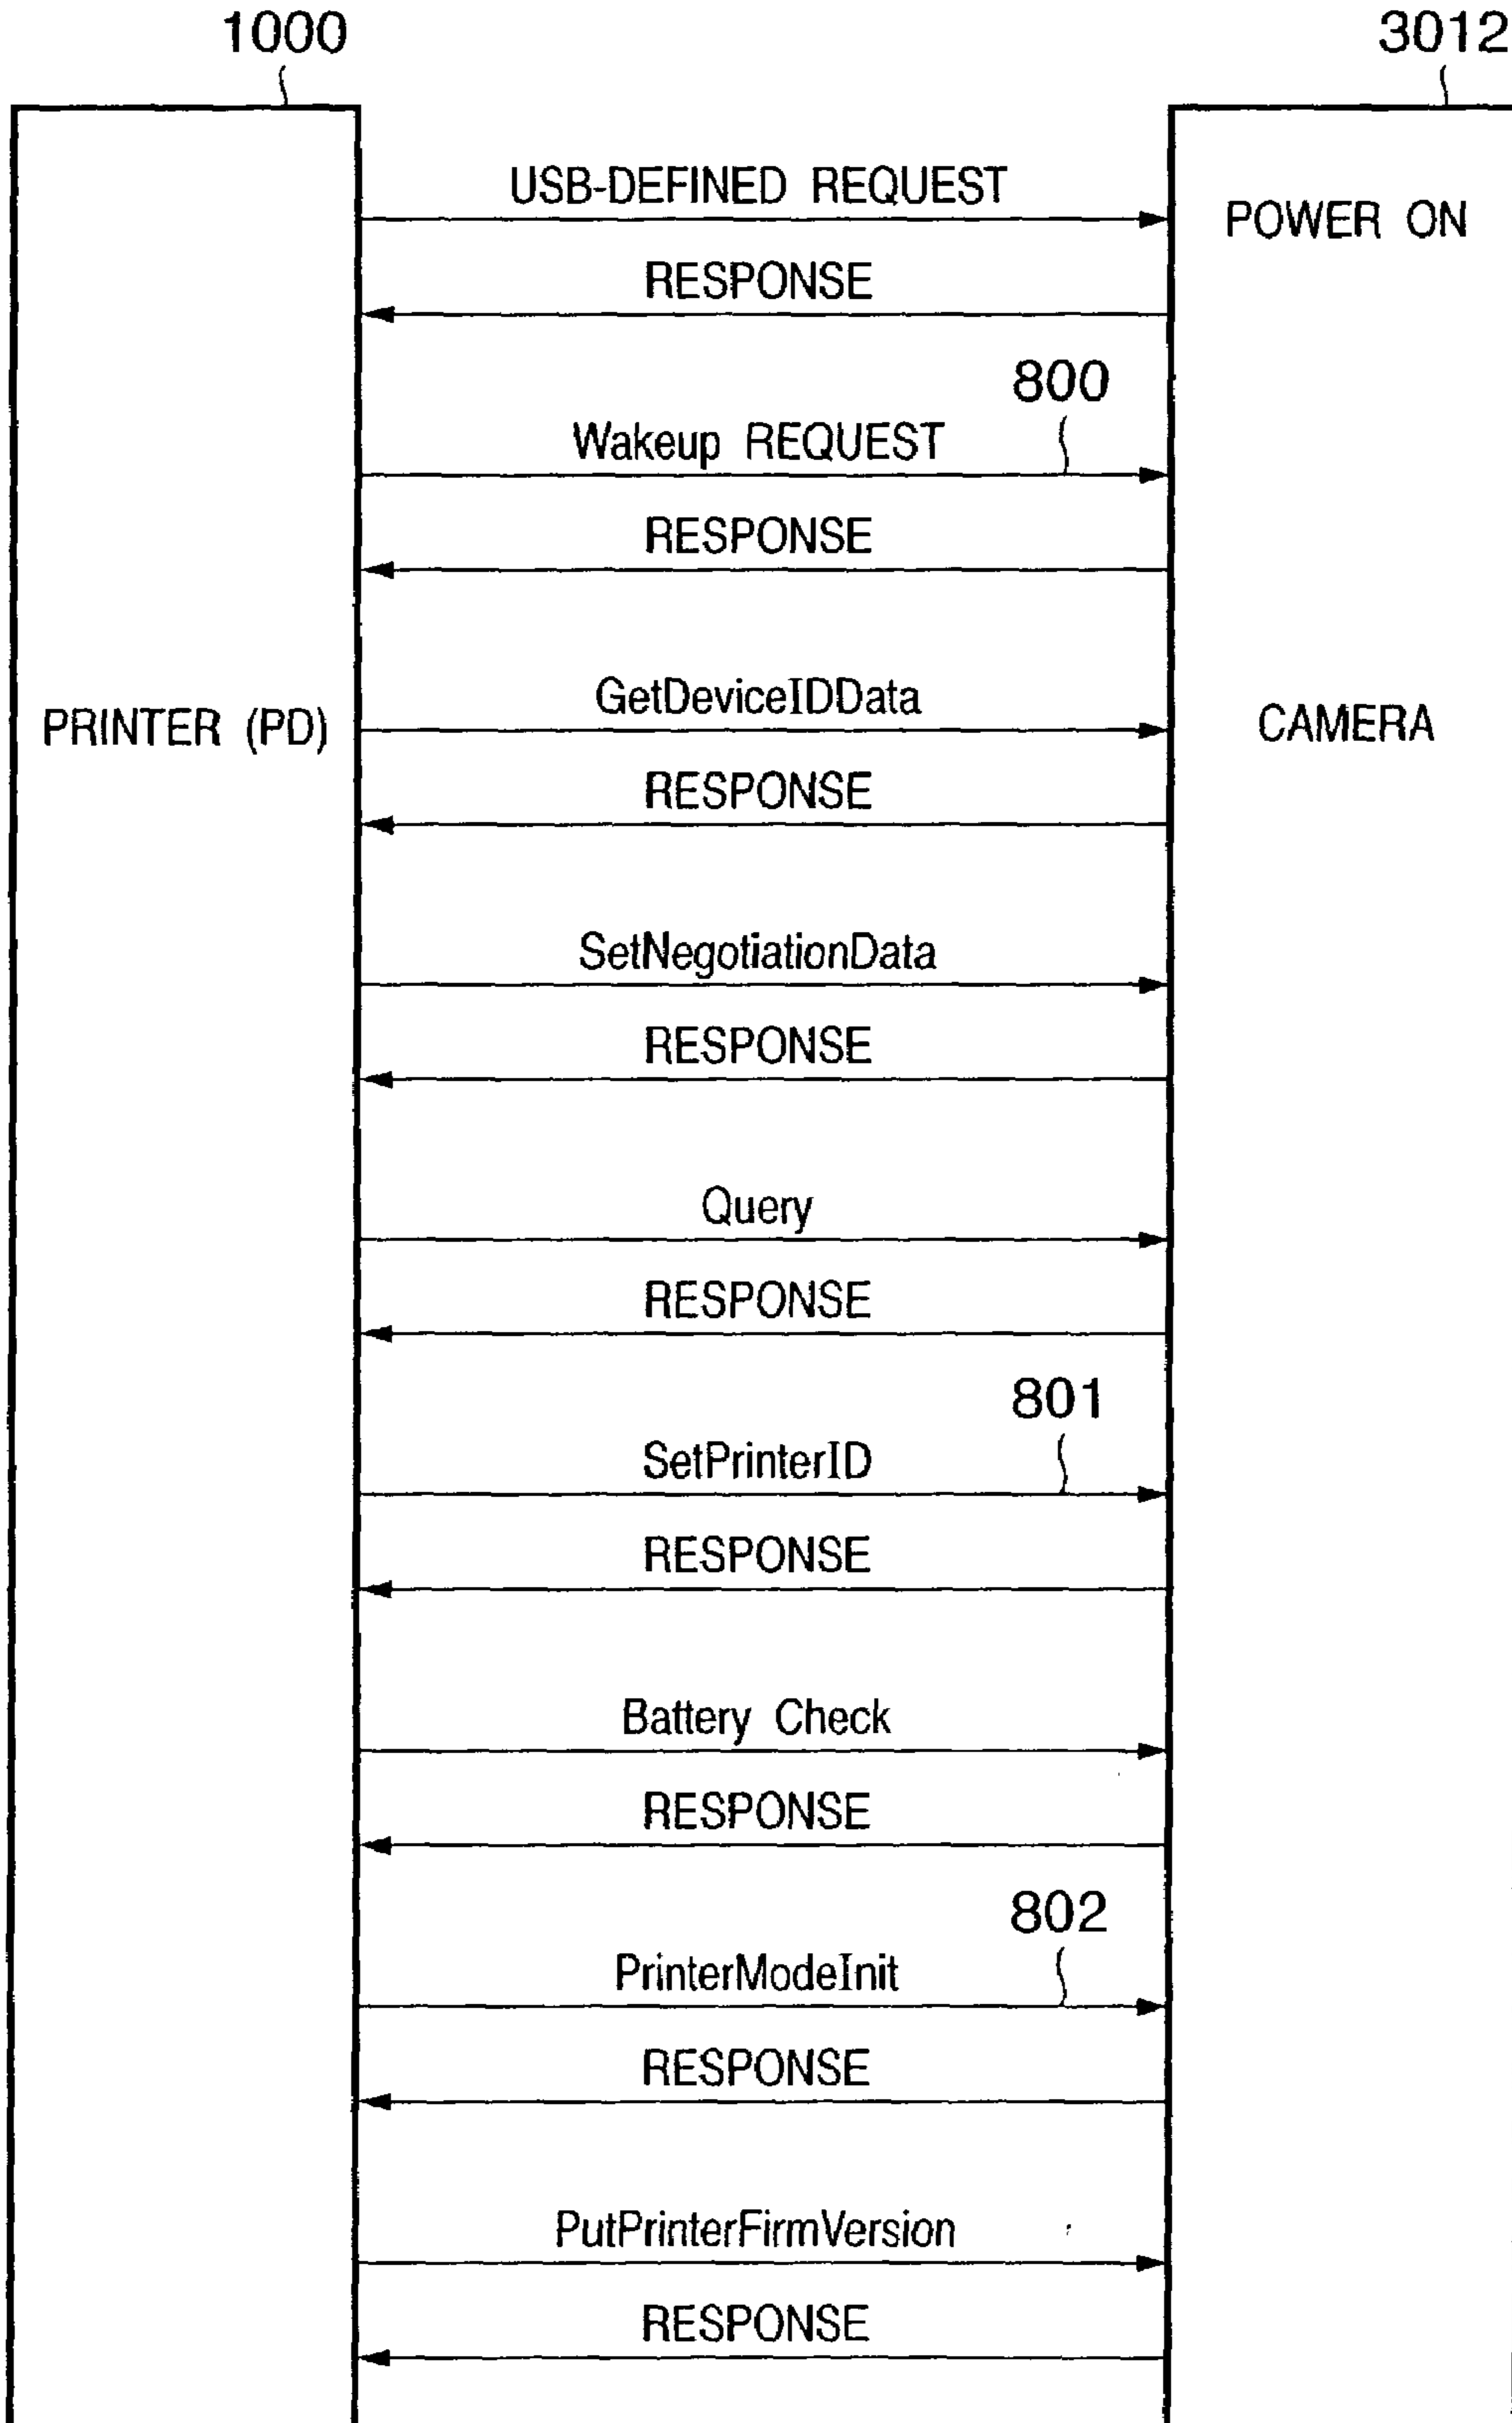 1000
3012
USB-DEFINED REQUEST
POWER ON
RESPONSE
800
Wakeup REQUEST
RESPONSE
GetDeviceIDData
PRINTER (PD)
CAMERA
RESPONSE
SetNegotiationData
RESPONSE
Query
RESPONSE
801
SetPrinterID
RESPONSE
Battery Check
RESPONSE
802
PrinterModeInit
RESPONSE
PutPrinterFirmVersion
RESPONSE